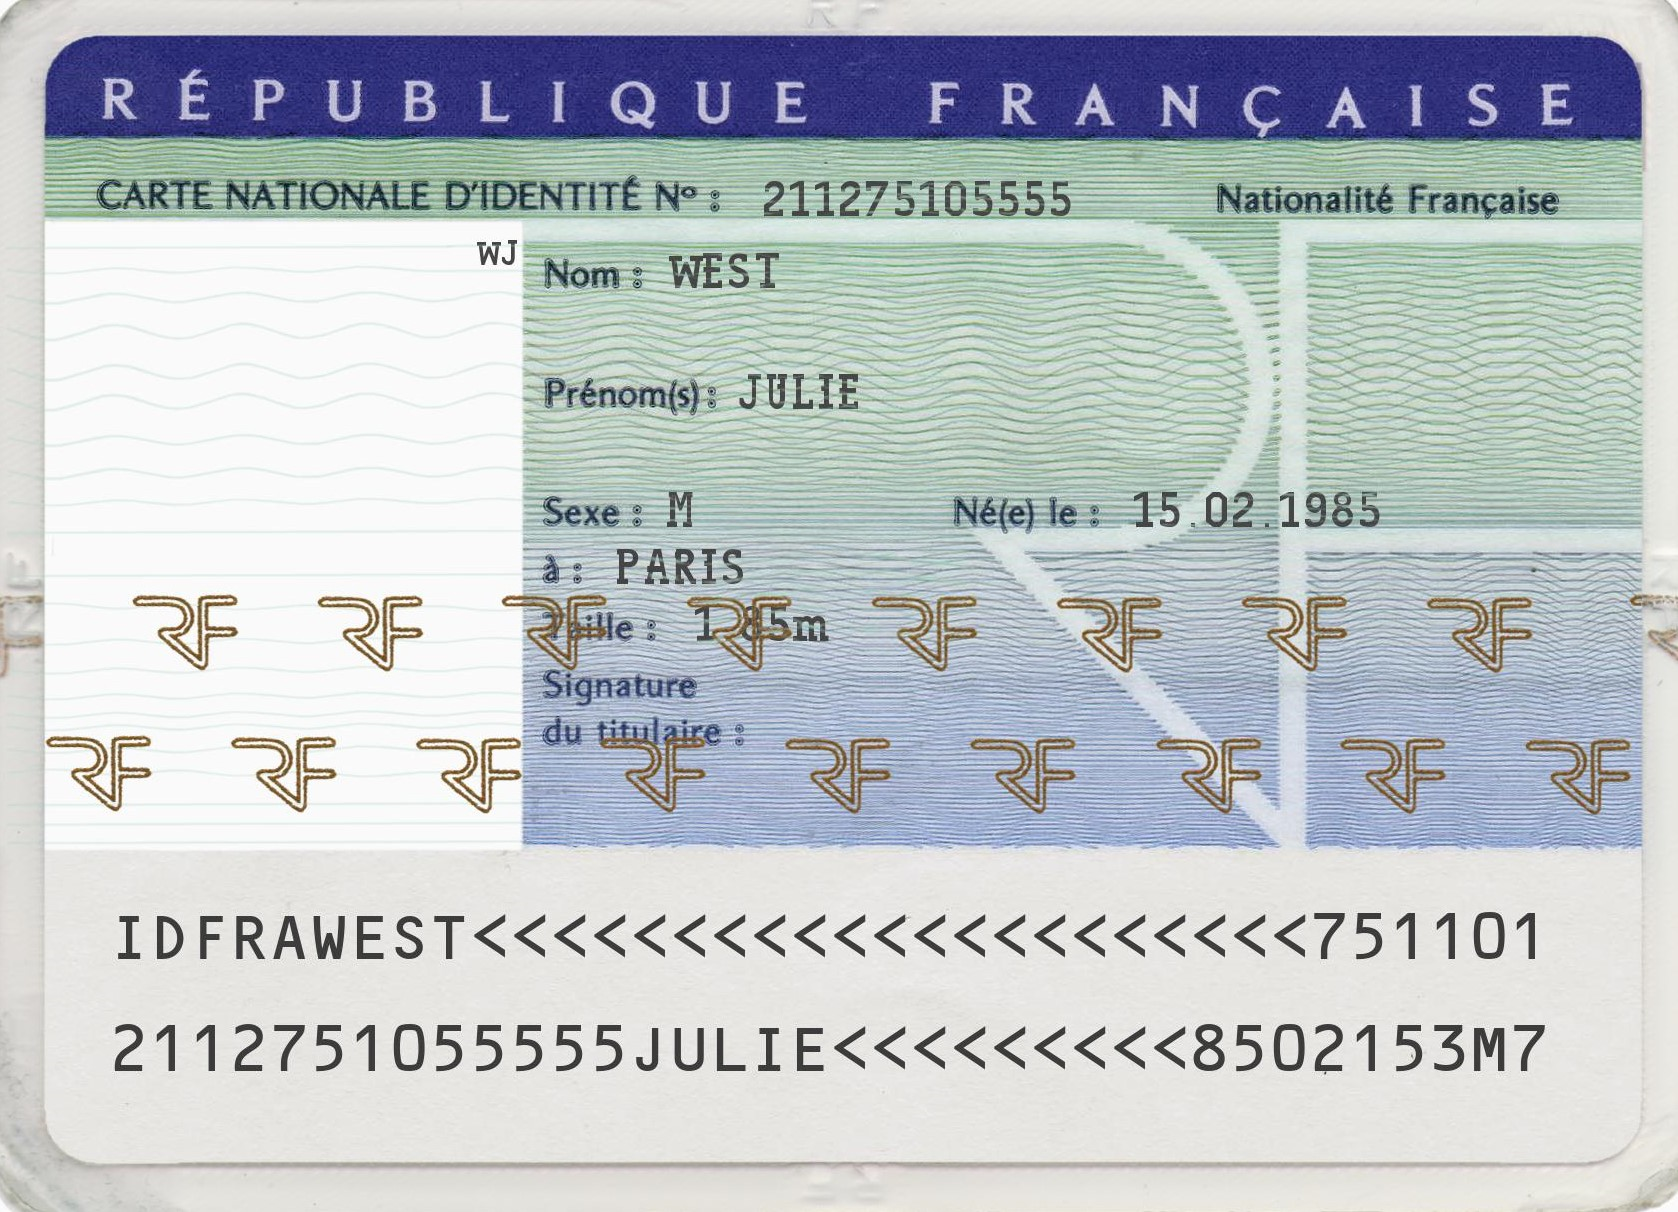 RÉPUBLIQUE FRANÇAISE
CARTE NATIONALE D'IDENTITÉ Nº : 211275105555 Nationalité Française
WJ
Nom : WEST
Prénom(s) : JULIE
Sexe : M Né(e) le : 15.02.1985
à : PARIS
Taille : 1.85m
Signature
du titulaire :
RF RF RF RF RF RF RF RF
RF RF RF RF RF RF RF RF RF
IDFRAWEST<<<<<<<<<<<<<<<<<<<<<751101
2112751055555JULIE<<<<<<<<<8502153M7